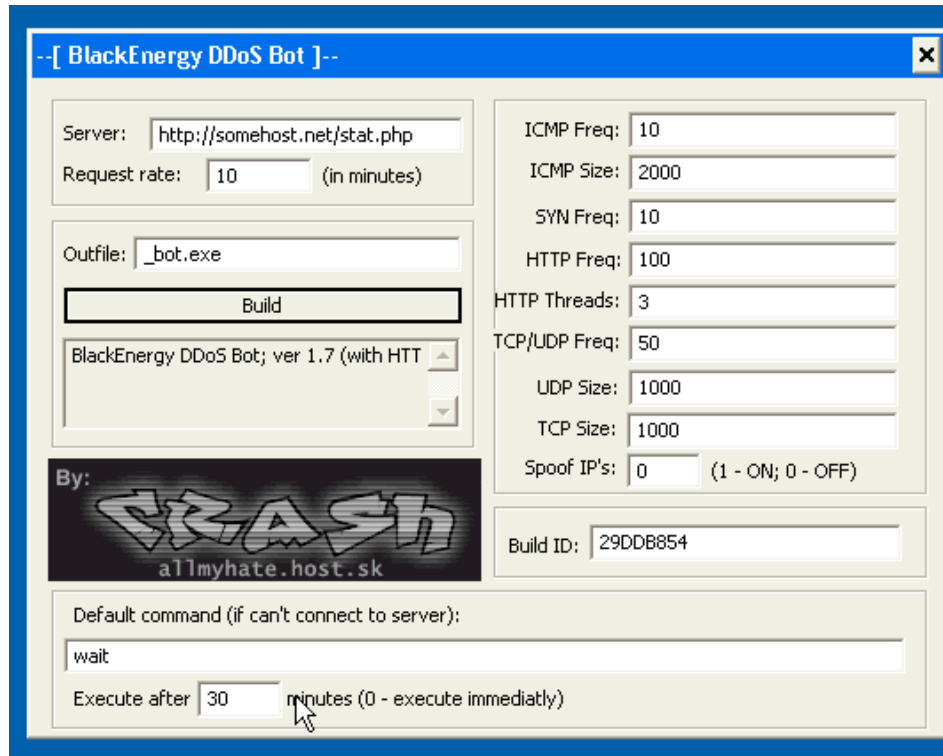 --[ BlackEnergy DDoS Bot ]--
Server: http://somehost.net/stat.php
Request rate: 10 (in minutes)
Outfile: _bot.exe
Build
BlackEnergy DDoS Bot; ver 1.7 (with HTT
By:
CRASh
allmyhate.host.sk
ICMP Freq: 10
ICMP Size: 2000
SYN Freq: 10
HTTP Freq: 100
HTTP Threads: 3
TCP/UDP Freq: 50
UDP Size: 1000
TCP Size: 1000
Spoof IP's: 0 (1 - ON; 0 - OFF)
Build ID: 29DDB854
Default command (if can't connect to server):
wait
Execute after 30 minutes (0 - execute immediatly)